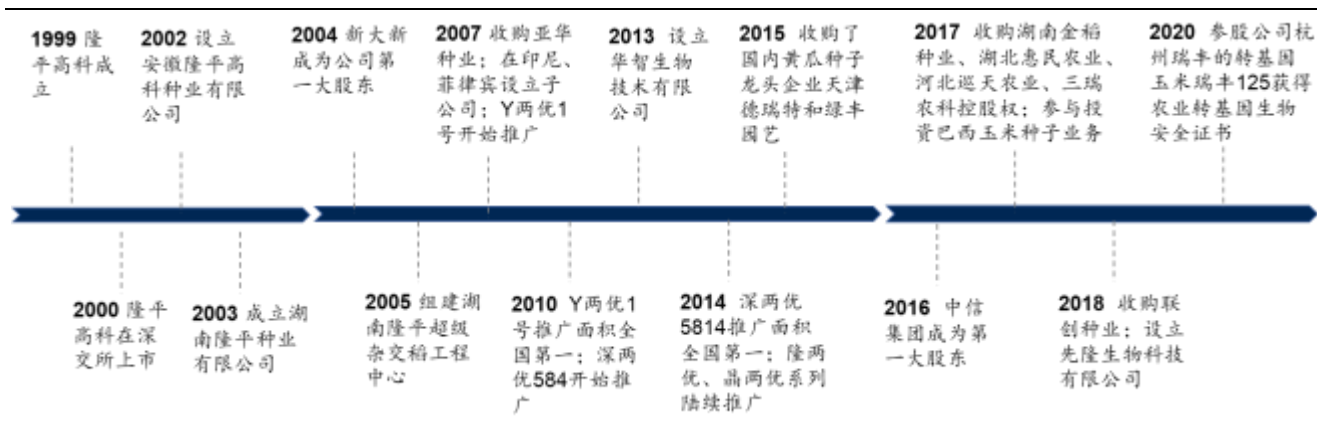 1999 隆
平高科成
立
2002 设立
安徽隆平高
科种业有限
公司
2004 新大新
成为公司第
一大股东
2007 收购亚华
种业；在印尼、
菲律宾设立子
公司；Y两优1
号开始推广
2013 设立
华智生物
技术有限
公司
2015 收购了
国内黄瓜种子
龙头企业天津
德瑞特和绿丰
园艺
2017 收购湖南金稻
种业、湖北惠民农业、
河北巡天农业、三瑞
农科控股权；参与投
资巴西玉米种子业务
2020 参股公司杭
州瑞丰的转基因
玉米瑞丰125获得
农业转基因生物
安全证书
2000 隆平
高科在深
交所上市
2003 成立湖
南隆平种业
有限公司
2005 组建湖
南隆平超级
杂交稻工程
中心
2010 Y两优1
号推广面积全
国第一；深两
优584开始推
广
2014 深两优
5814推广面积
全国第一；隆两
优、晶两优系列
陆续推广
2016 中信
集团成为第
一大股东
2018 收购联
创种业；设立
先隆生物科技
有限公司